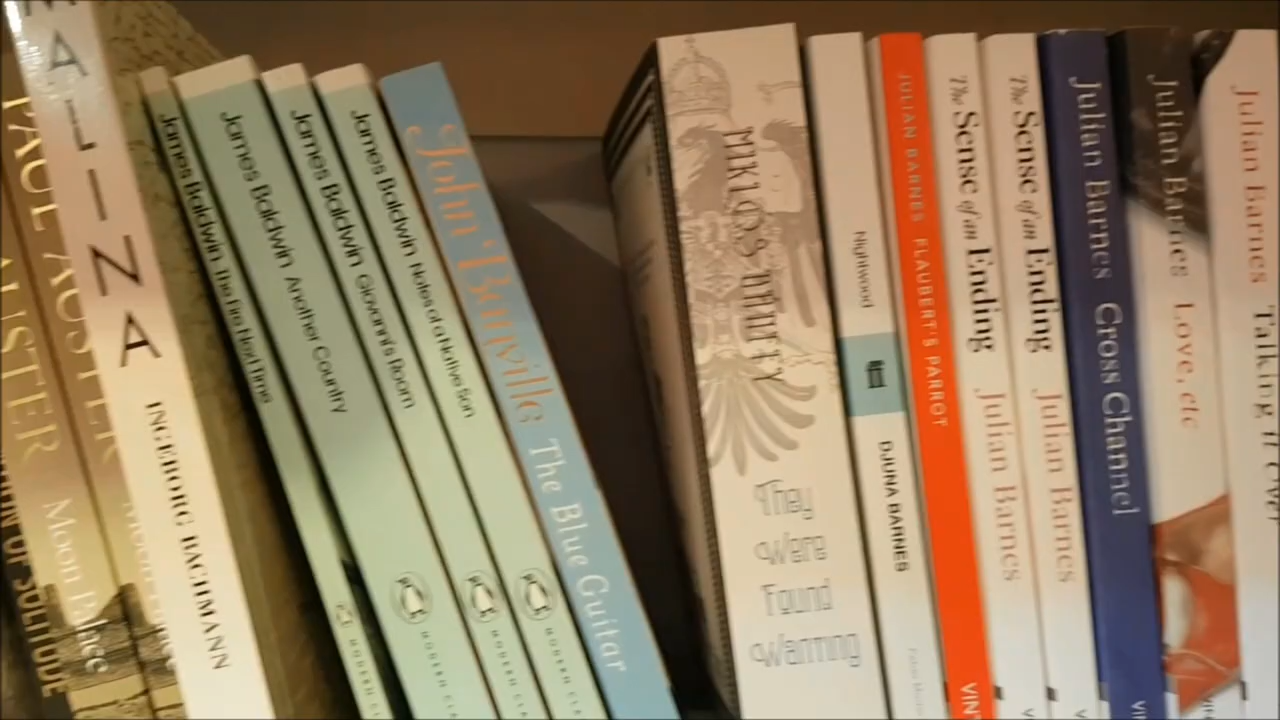 PAUL AUSTER
Moon Palace
MALINA
INGEBORG BACHMANN
James Baldwin The Fire Next Time
James Baldwin Another Country
James Baldwin Giovanni's Room
James Baldwin Notes of a Native Son
John Banville The Blue Guitar
MIKLÓS BÁNFFY
They
Were
Found
Wanting
Nightwood
ff
DJUNA BARNES
JULIAN BARNES FLAUBERT'S PARROT
The Sense of an Ending Julian Barnes
The Sense of an Ending Julian Barnes
Julian Barnes Cross Channel
Julian Barnes Love, etc
Julian Barnes Talking It Over